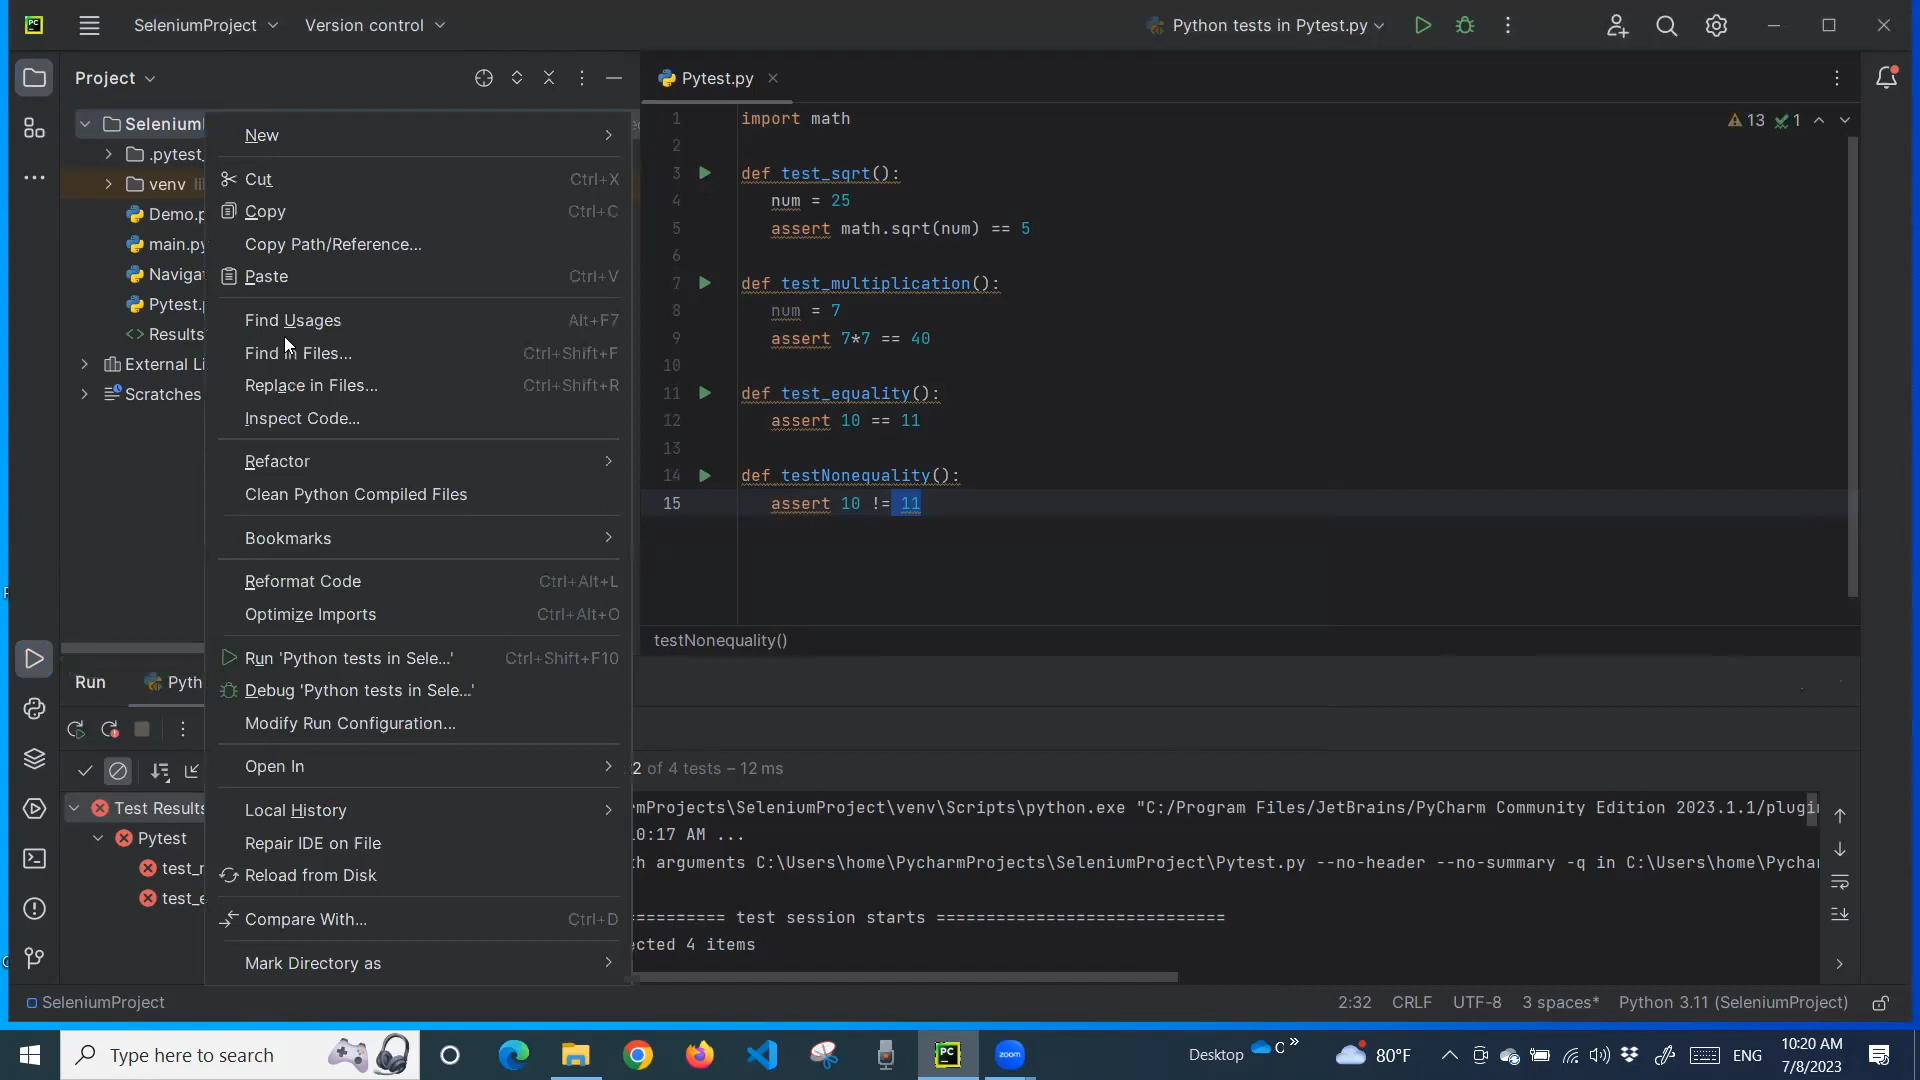 SeleniumProject
Version control
Python tests in Pytest.py
Project
Pytest.py
Selenium
.pytest_
venv
Demo.p
main.py
Navigat
Pytest.p
Results
External Li
Scratches
New
Cut Ctrl+X
Copy Ctrl+C
Copy Path/Reference...
Paste Ctrl+V
Find Usages Alt+F7
Find in Files... Ctrl+Shift+F
Replace in Files... Ctrl+Shift+R
Inspect Code...
Refactor
Clean Python Compiled Files
Bookmarks
Reformat Code Ctrl+Alt+L
Optimize Imports Ctrl+Alt+O
Run 'Python tests in Sele...' Ctrl+Shift+F10
Debug 'Python tests in Sele...'
Modify Run Configuration...
Open In
Local History
Repair IDE on File
Reload from Disk
Compare With... Ctrl+D
Mark Directory as
13 1
1 import math
2
3 def test_sqrt():
4 num = 25
5 assert math.sqrt(num) == 5
6
7 def test_multiplication():
8 num = 7
9 assert 7*7 == 40
10
11 def test_equality():
12 assert 10 == 11
13
14 def testNonequality():
15 assert 10 != 11
testNonequality()
Run Pyth
Test Results
Pytest
test_
test_e
2 of 4 tests – 12 ms
mProjects\SeleniumProject\venv\Scripts\python.exe "C:/Program Files/JetBrains/PyCharm Community Edition 2023.1.1/plugi
0:17 AM ...
th arguments C:\Users\home\PycharmProjects\SeleniumProject\Pytest.py --no-header --no-summary -q in C:\Users\home\Pychar
========= test session starts =============================
ected 4 items
SeleniumProject
2:32 CRLF UTF-8 3 spaces* Python 3.11 (SeleniumProject)
Type here to search
PC
zoom
Desktop
80°F
ENG
10:20 AM
7/8/2023